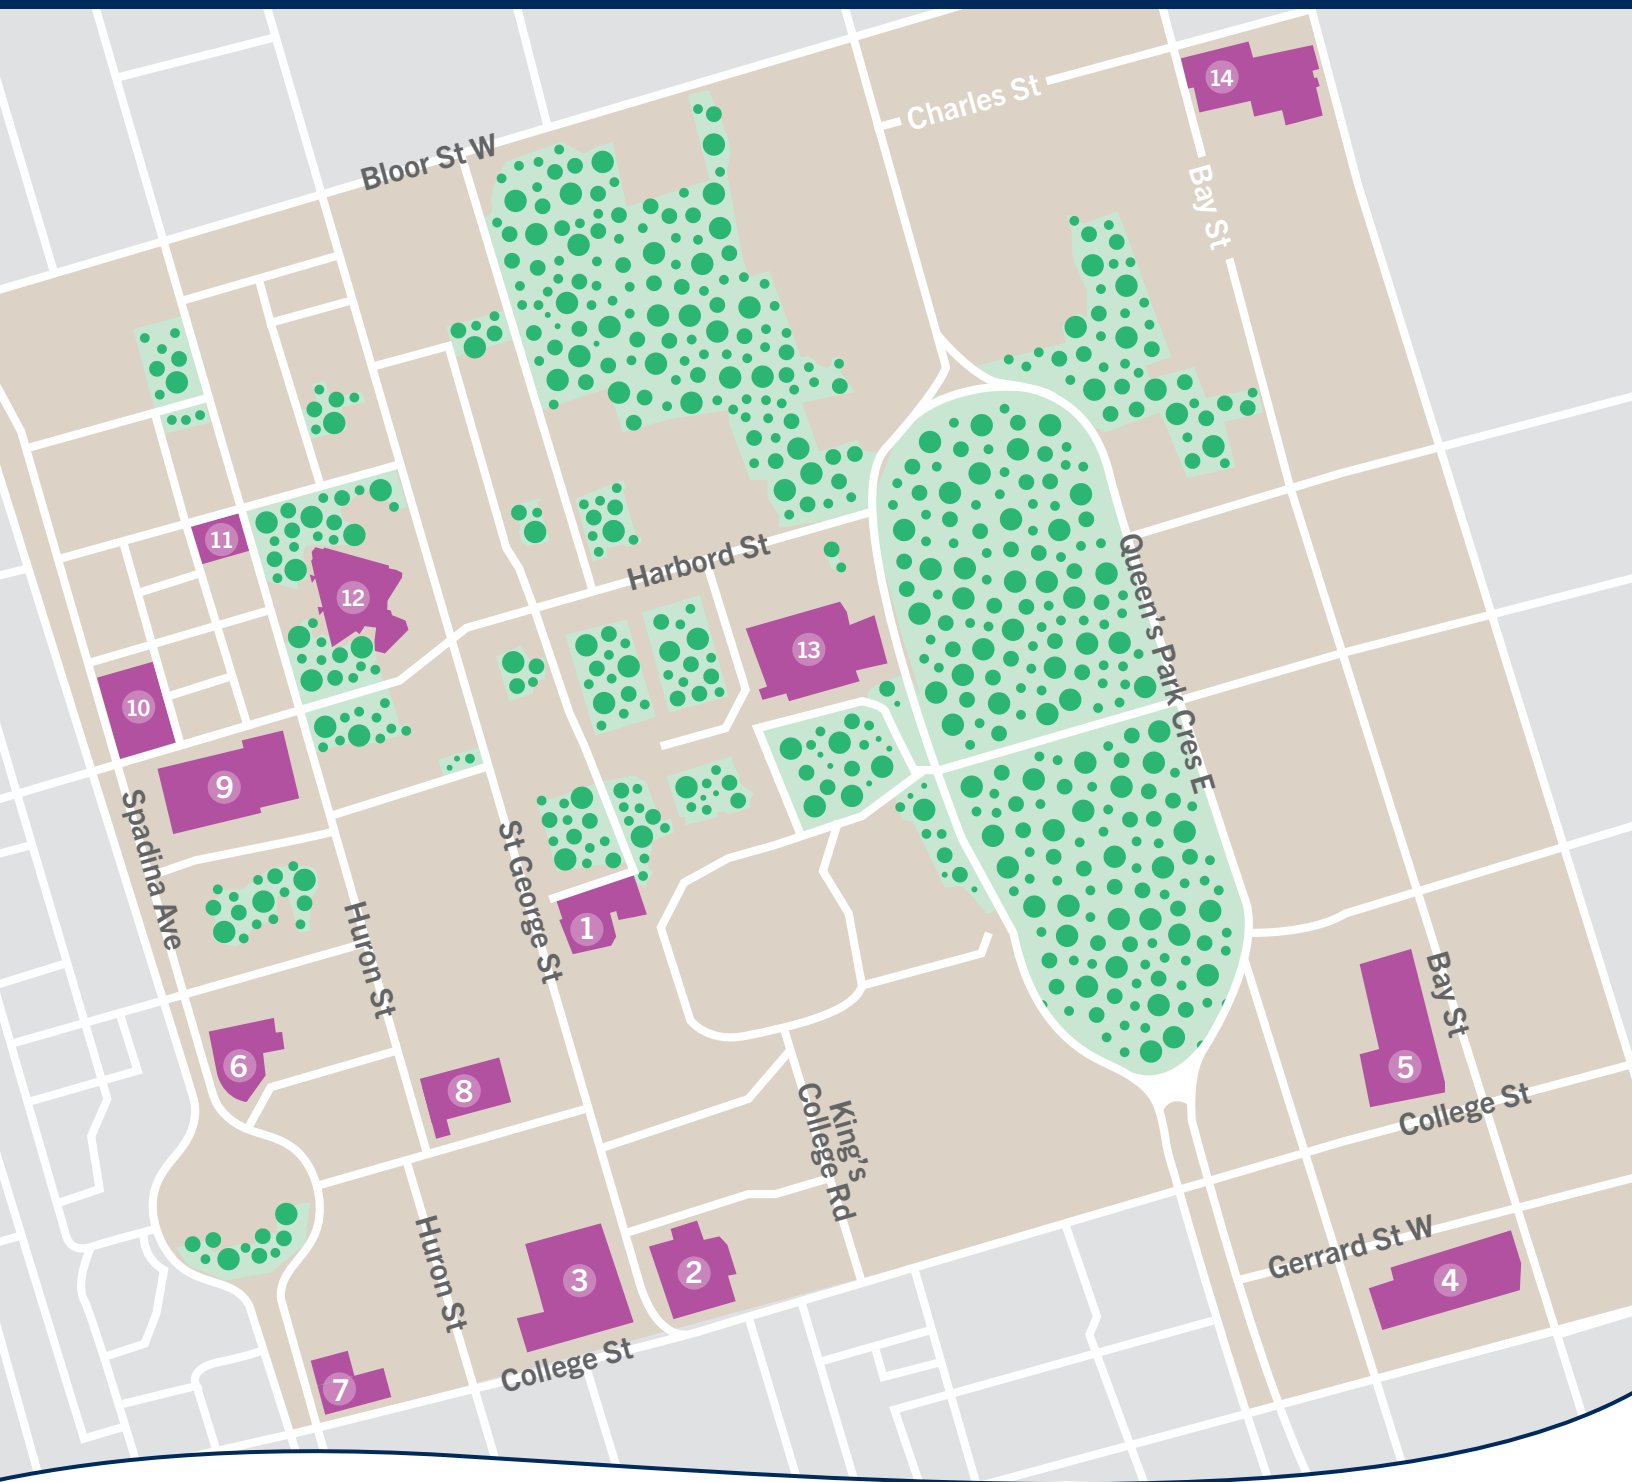 14
Charles St
Bloor St W
Bay St
11
Harbord St
12
Queen's Park Cres E
13
10
9
Spadina Ave
St George St
Huron St
1
Bay St
6
8
5
King's
College Rd
College St
Huron St
Gerrard St W
3
2
4
College St
7